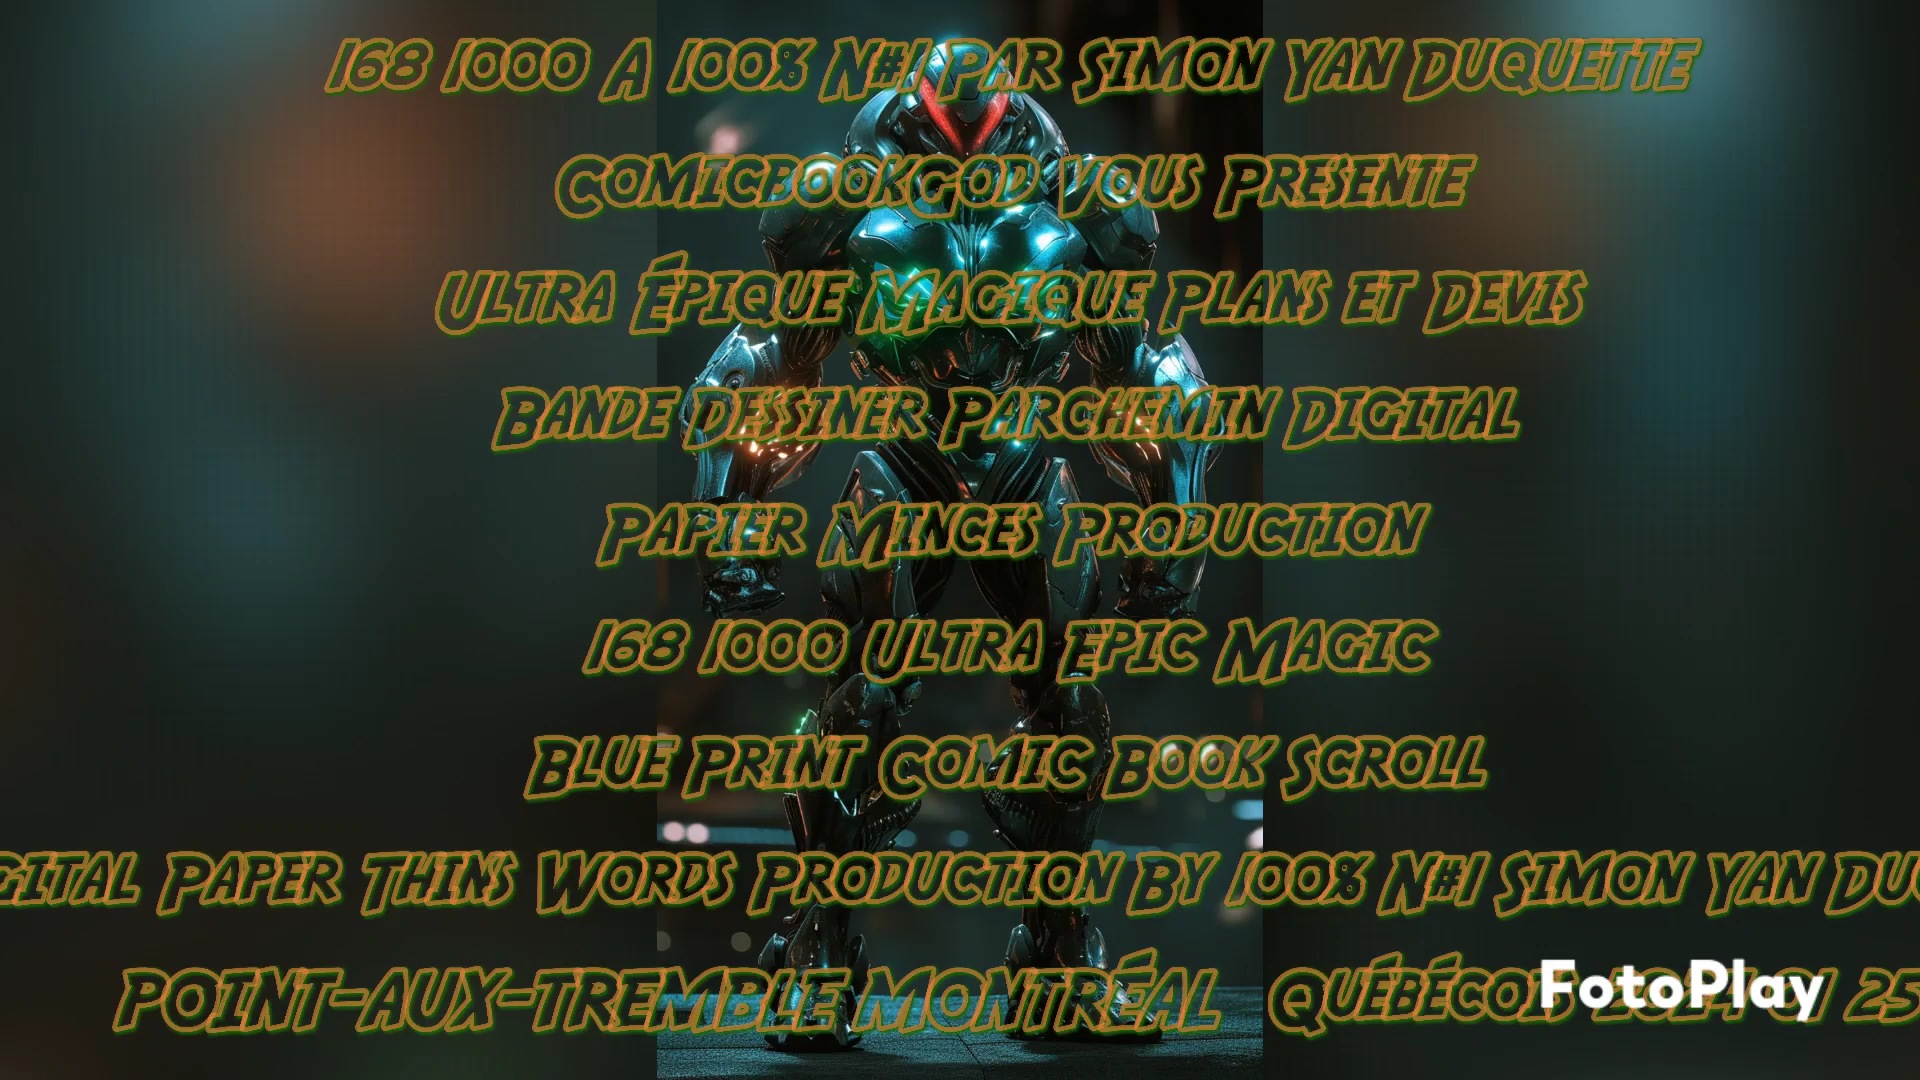 168 1000 A 100% N#1 Par Simon Yan Duquette
ComicbookGod Vous Presente
Ultra Épique Magique Plans et Devis
Bande Dessiner Parchemin Digital
Papier Minces Production
168 1000 Ultra Epic Magic
Blue Print Comic Book Scroll
Paper Thins Words Production By 100% N#1 Simon Yan
POINT-AUX-TREMBLE MONTRÉAL Québécois
FotoPlay